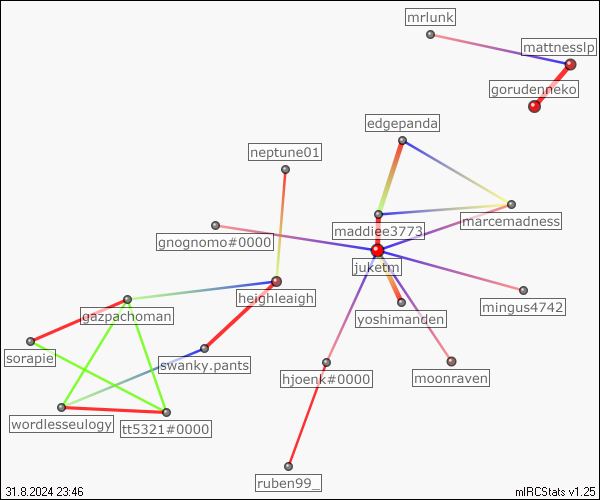 mrlunk
mattnesslp
gorudenneko
edgepanda
neptune01
marcemadness
maddiee3773
gnognomo#0000
juketm
heighleaigh
mingus4742
gazpachoman
yoshimanden
sorapie
swanky.pants
hjoenk#0000
moonraven
wordlesseulogy
tt5321#0000
ruben99_
31.8.2024 23:46
mIRCStats v1.25